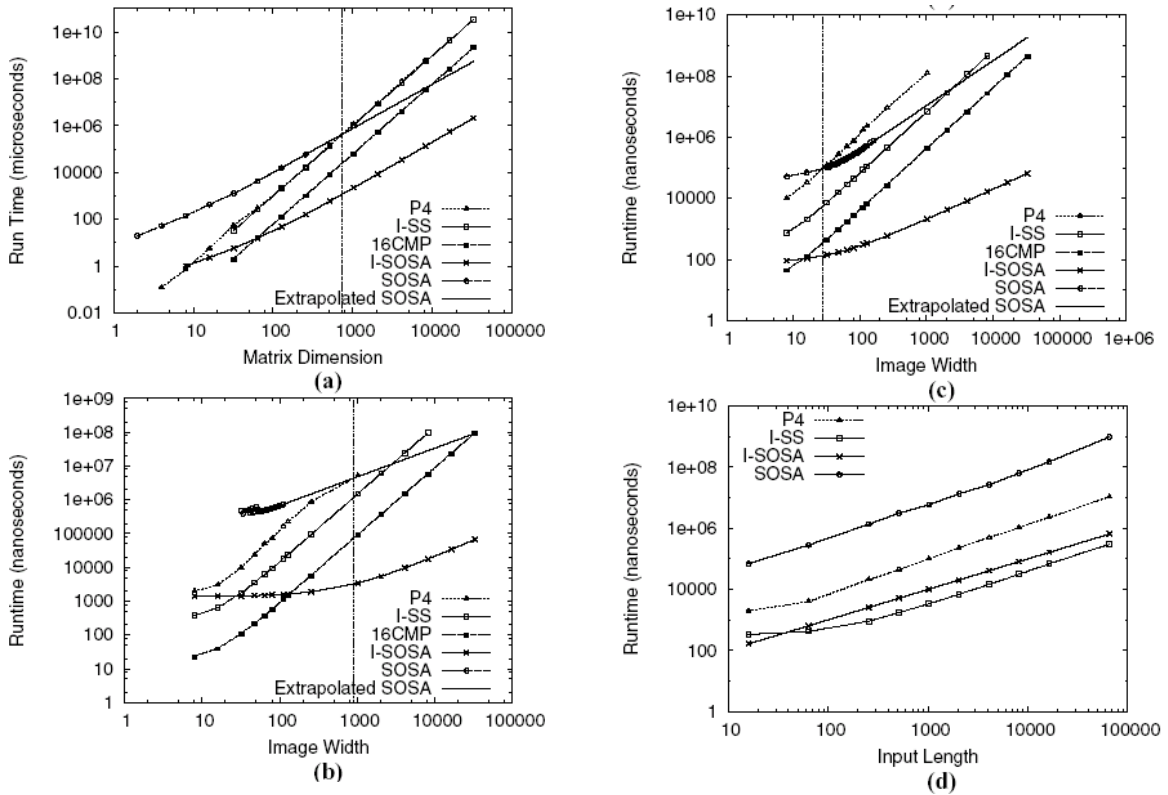 1e+10
1e+08
1e+06
10000
100
1
0.01
Run Time (microseconds)
P4
I-SS
16CMP
I-SOSA
SOSA
Extrapolated SOSA
1 10 100 1000 10000 100000
Matrix Dimension
(a)
1e+10
1e+08
1e+06
10000
100
1
Runtime (nanoseconds)
P4
I-SS
16CMP
I-SOSA
SOSA
Extrapolated SOSA
1 10 100 1000 10000 100000 1e+06
Image Width
(c)
1e+09
1e+08
1e+07
1e+06
100000
10000
1000
100
10
1
Runtime (nanoseconds)
P4
I-SS
16CMP
I-SOSA
SOSA
Extrapolated SOSA
1 10 100 1000 10000 100000
Image Width
(b)
1e+10
1e+08
1e+06
10000
100
1
Runtime (nanoseconds)
P4
I-SS
I-SOSA
SOSA
10 100 1000 10000 100000
Input Length
(d)